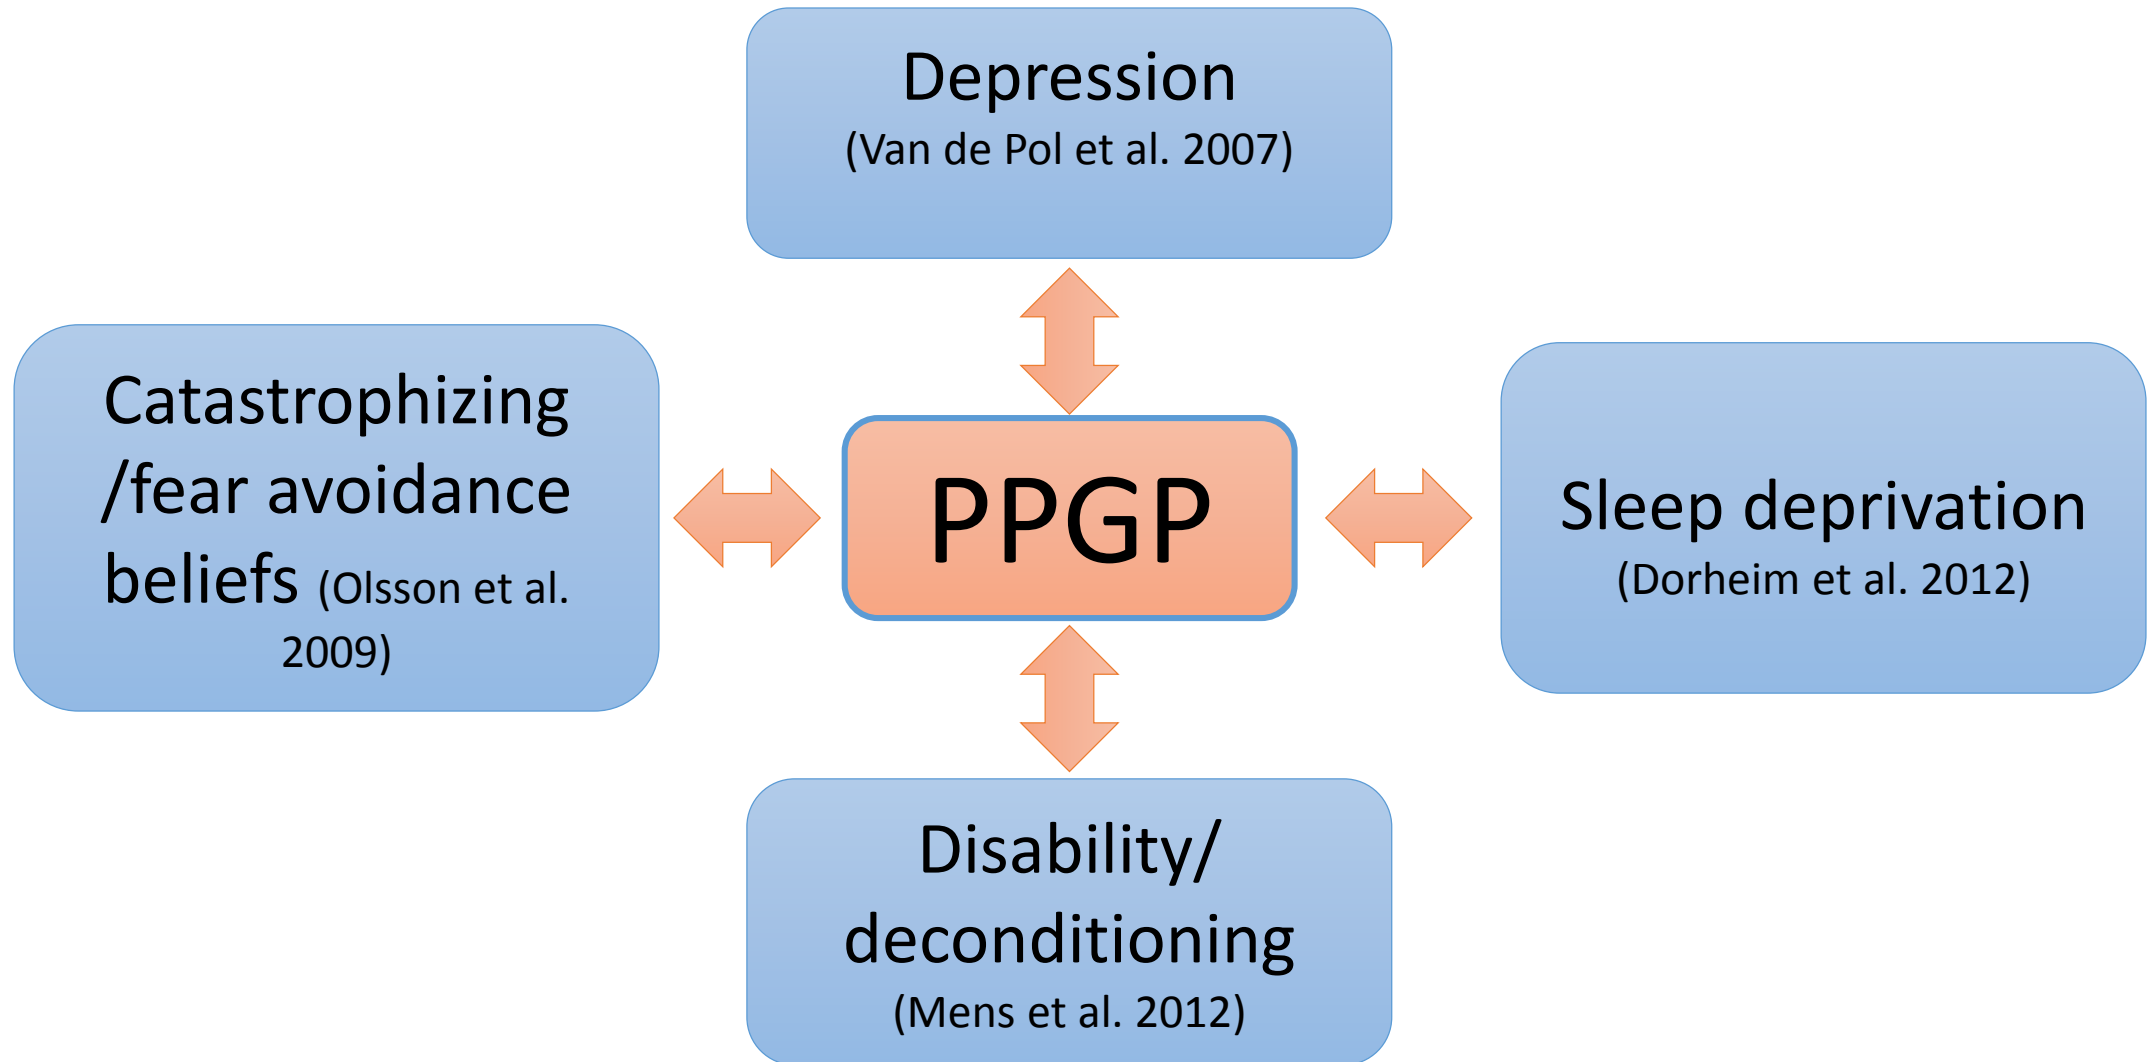 Depression
(Van de Pol et al. 2007)
Catastrophizing
/fear avoidance
beliefs (Olsson et al.
2009)
PPGP
Sleep deprivation
(Dorheim et al. 2012)
Disability/
deconditioning
(Mens et al. 2012)